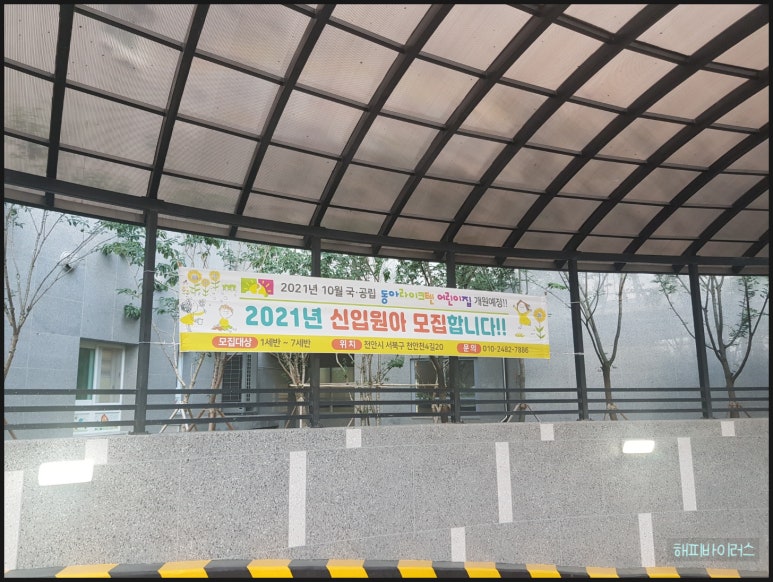 2021년 10월 국·공립 동아라이크텐 어린이집 개원예정!!
2021년 신입원아 모집합니다!!
모집대상 1세반 ~ 7세반 위치 천안시 서북구 천안천4길20 문의 010-2482-7886
해피바이러스